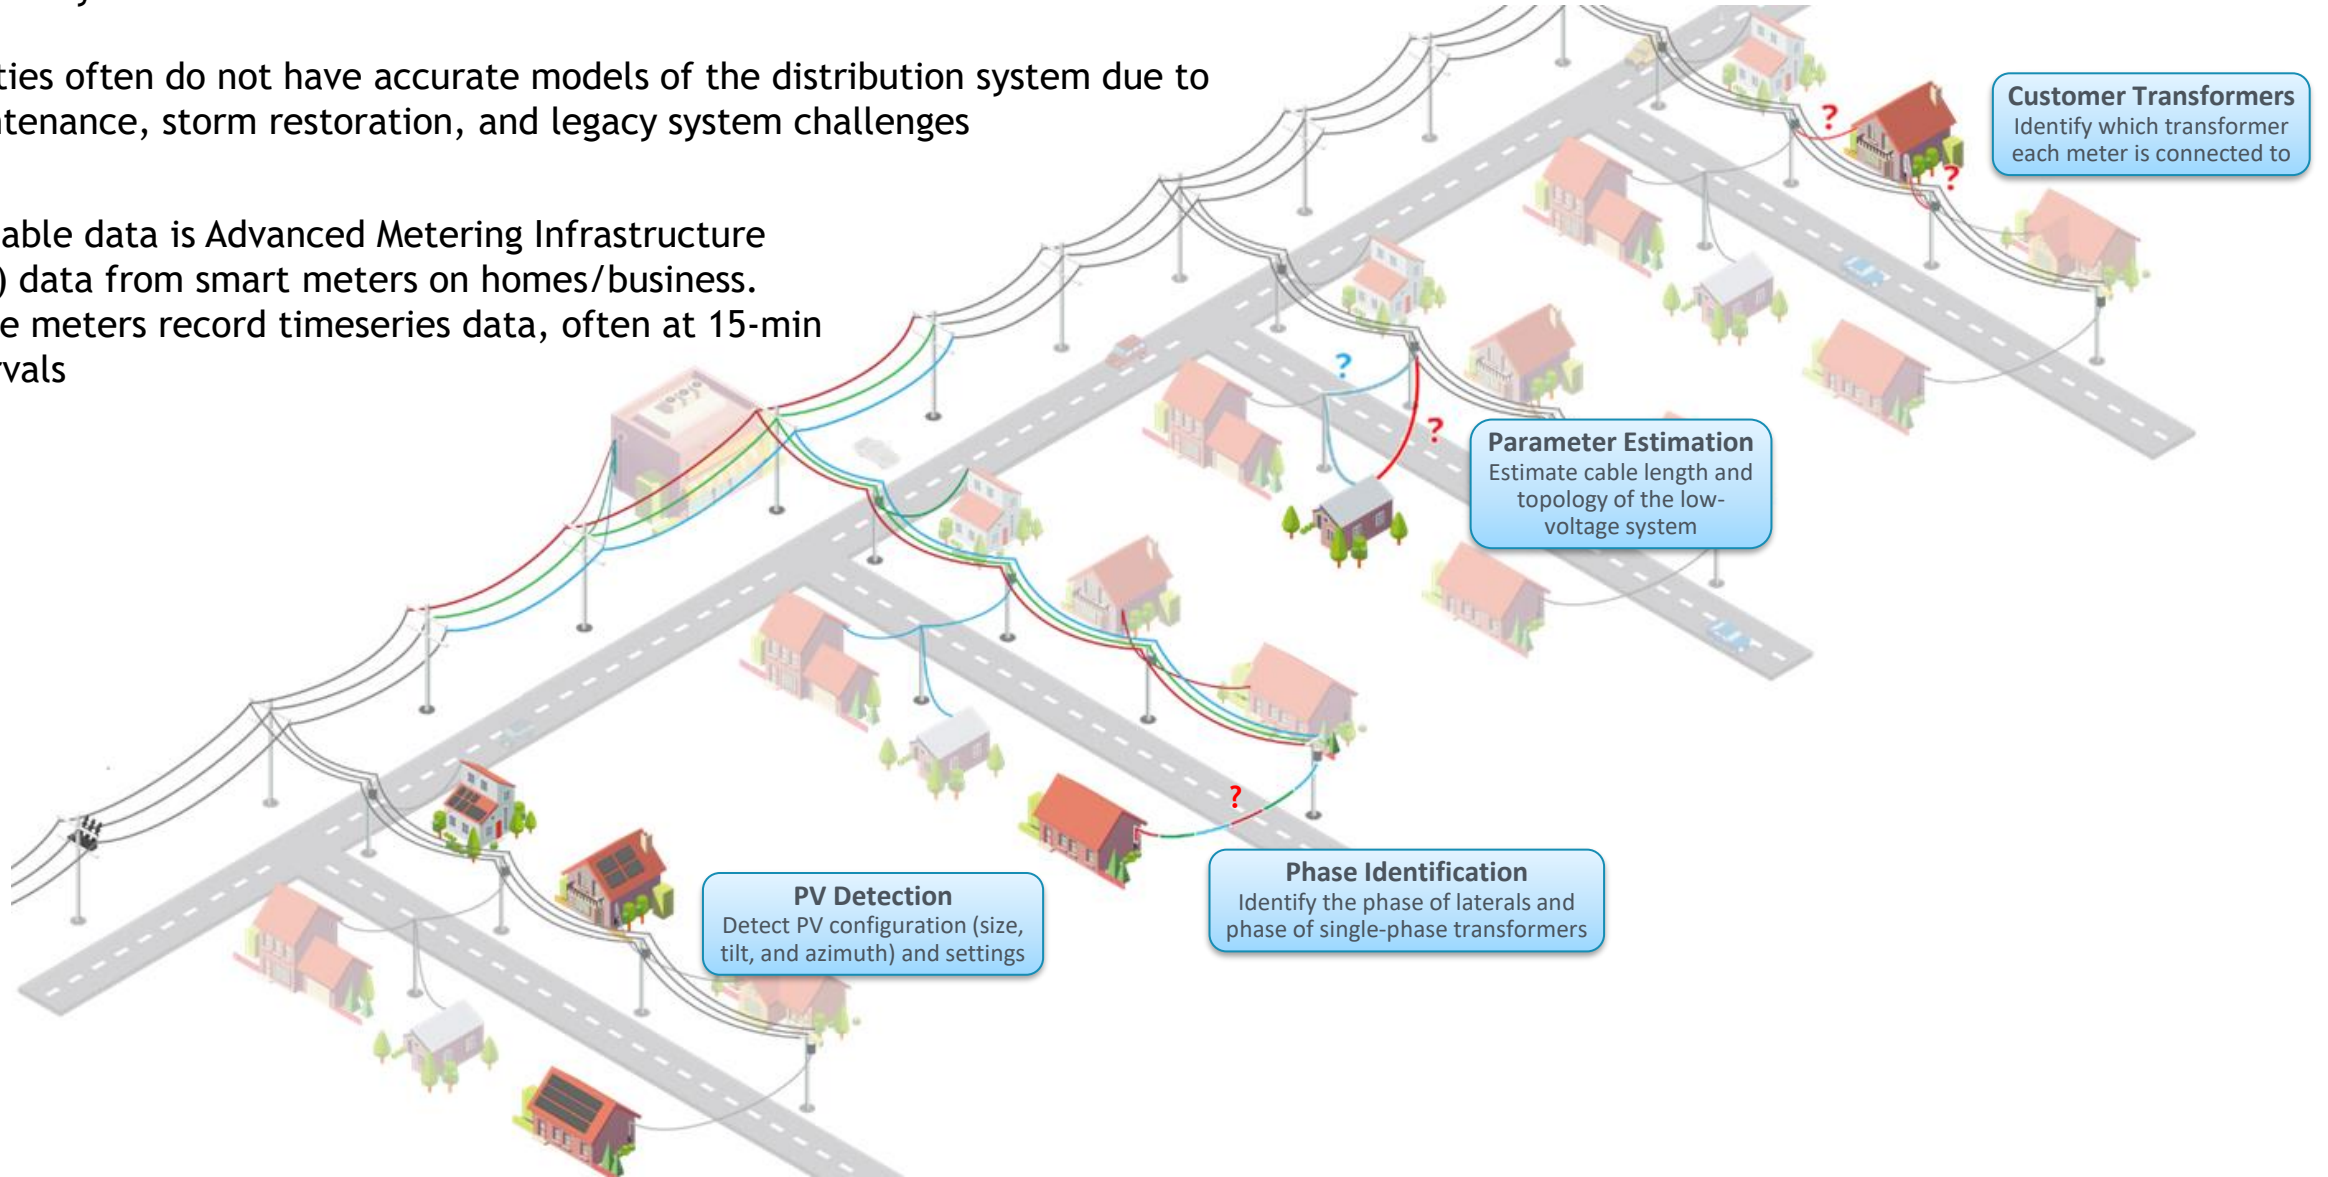 ties often do not have accurate models of the distribution system due to
ntenance, storm restoration, and legacy system challenges
able data is Advanced Metering Infrastructure
) data from smart meters on homes/business.
e meters record timeseries data, often at 15-min
rvals
Customer Transformers
Identify which transformer
each meter is connected to
?
?
?
?
Parameter Estimation
Estimate cable length and
topology of the low-
voltage system
?
Phase Identification
Identify the phase of laterals and
phase of single-phase transformers
PV Detection
Detect PV configuration (size,
tilt, and azimuth) and settings